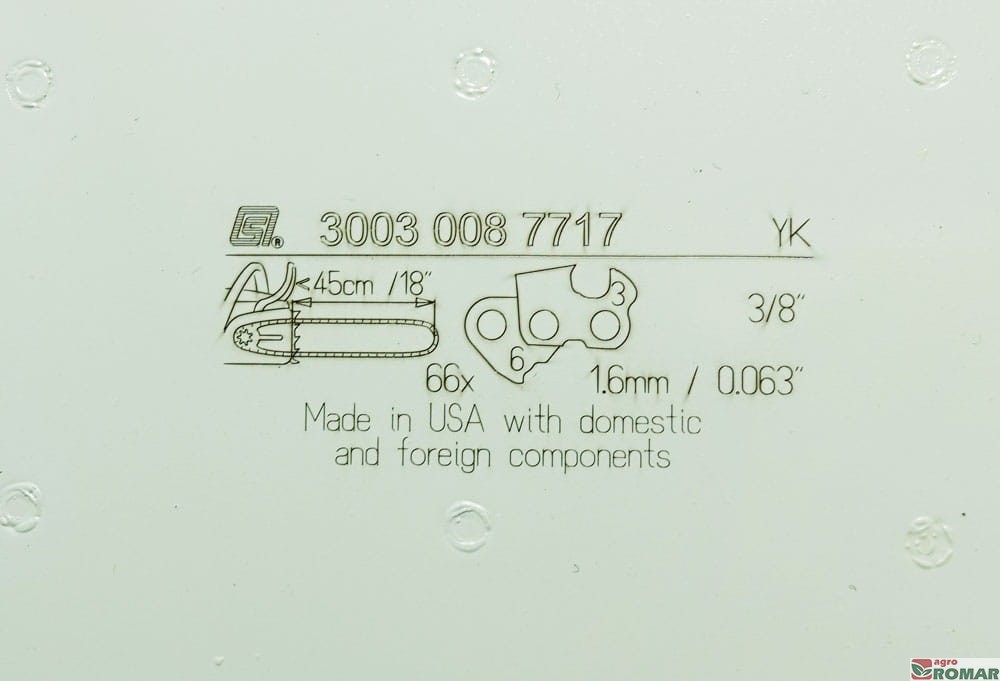 ® 3003 008 7717 YK
45cm /18"
3
3/8"
6
66x
1.6mm / 0.063"
Made in USA with domestic
and foreign components
agro
ROMAR